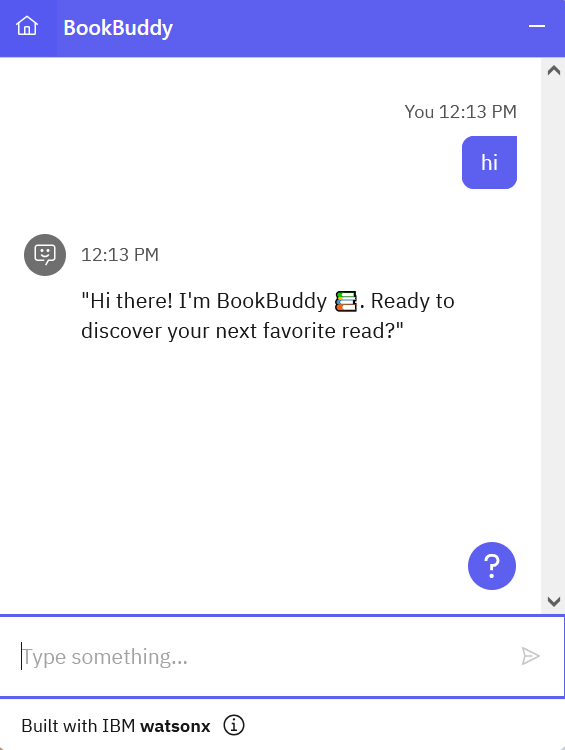 BookBuddy
You 12:13 PM
hi
12:13 PM
"Hi there! I'm BookBuddy 📚. Ready to
discover your next favorite read?"
?
Type something...
Built with IBM watsonx